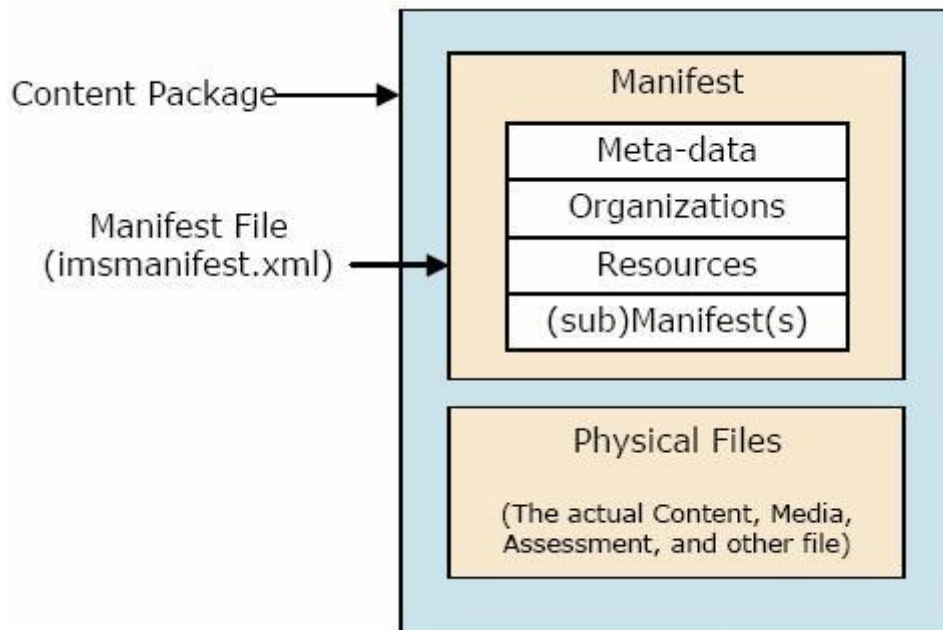 Content Package
Manifest File
(imsmanifest.xml)
Manifest
Meta-data
Organizations
Resources
(sub)Manifest(s)
Physical Files
(The actual Content, Media,
Assessment, and other file)